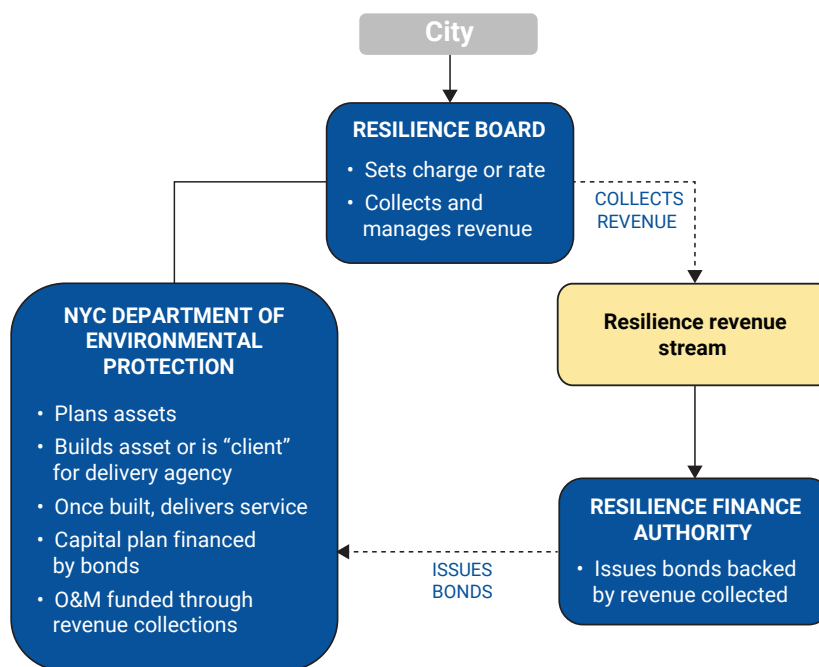 City
RESILIENCE BOARD
• Sets charge or rate
• Collects and
manages revenue
COLLECTS
REVENUE
Resilience revenue
stream
NYC DEPARTMENT OF
ENVIRONMENTAL
PROTECTION
• Plans assets
• Builds asset or is “client”
for delivery agency
• Once built, delivers service
• Capital plan financed
by bonds
• O&M funded through
revenue collections
ISSUES
BONDS
RESILIENCE FINANCE
AUTHORITY
• Issues bonds backed
by revenue collected